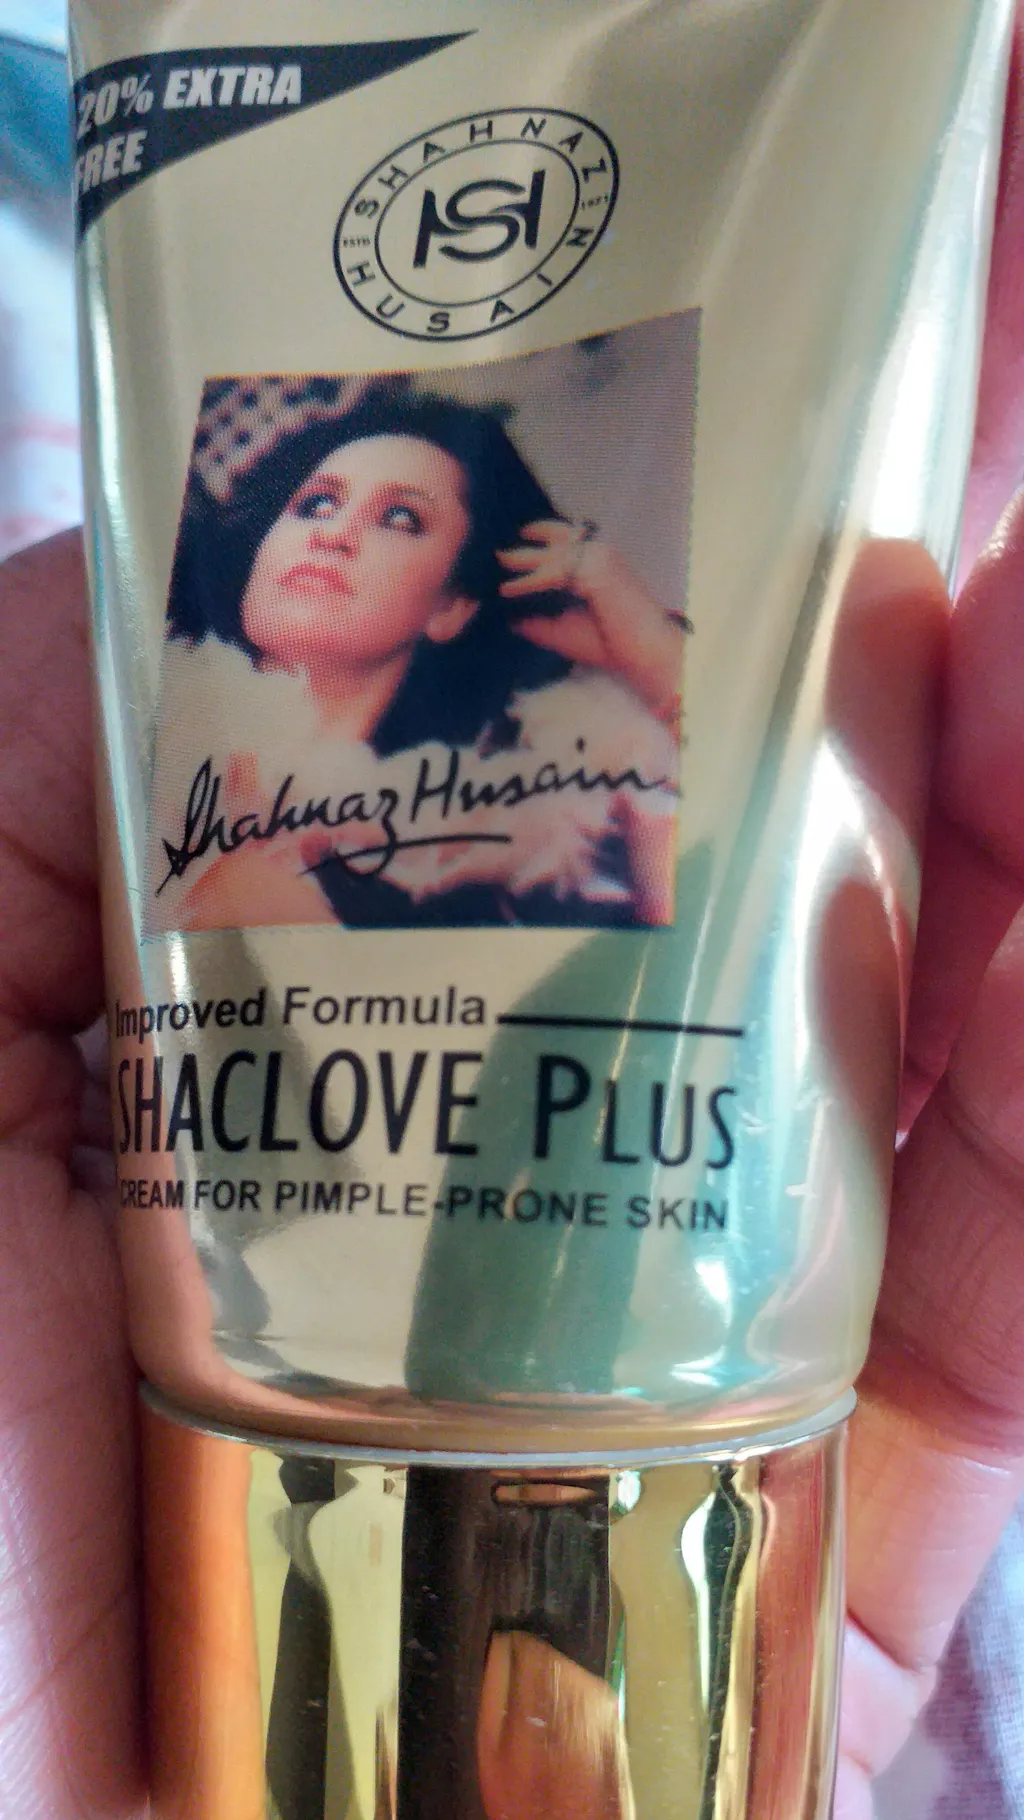 20% EXTRA
FREE
SHAHNAZ HUSAIN
ESTD 1971
SH
Shahnaz Husain
Improved Formula
SHACLOVE PLUS
CREAM FOR PIMPLE-PRONE SKIN